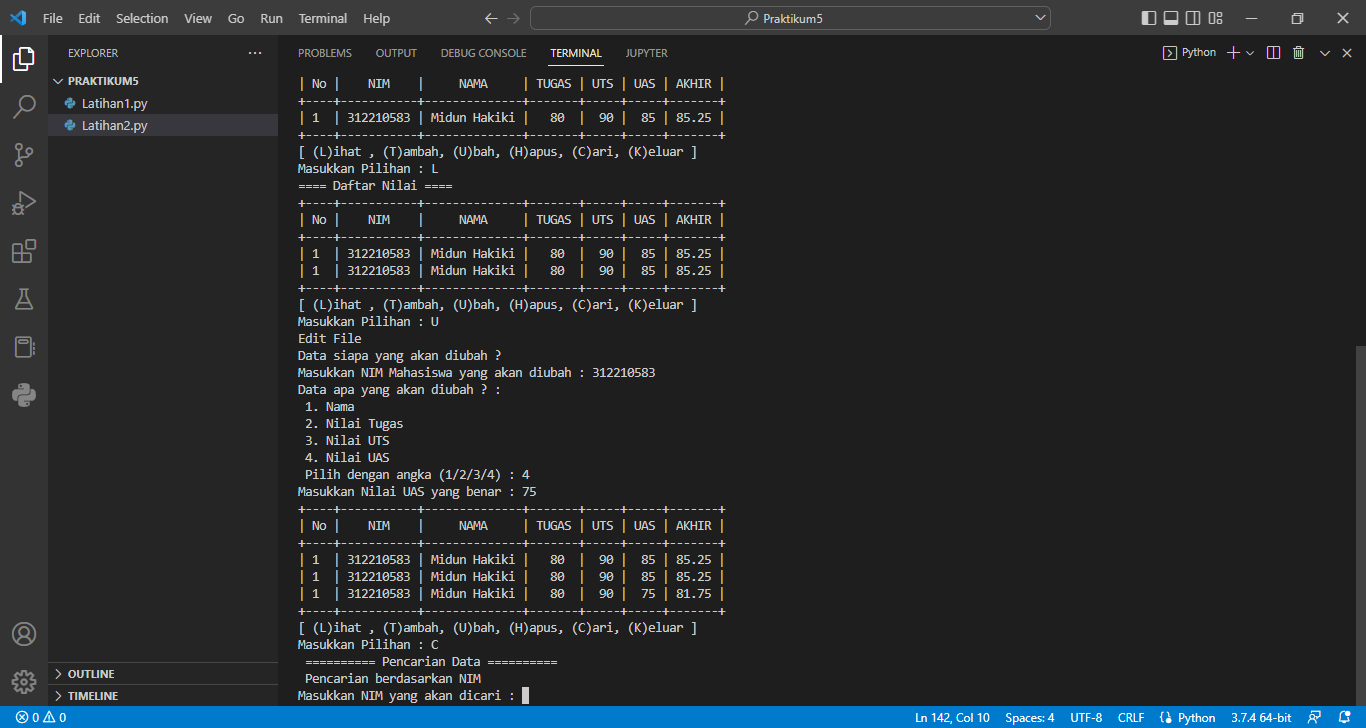 File Edit Selection View Go Run Terminal Help
Praktikum5
EXPLORER
PRAKTIKUM5
Latihan1.py
Latihan2.py
OUTLINE
TIMELINE
PROBLEMS OUTPUT DEBUG CONSOLE TERMINAL JUPYTER
Python
| No |    NIM    |     NAMA     | TUGAS | UTS | UAS | AKHIR |
+----+-----------+--------------+-------+-----+-----+-------+
| 1  | 312210583 | Midun Hakiki |   80  |  90 |  85 | 85.25 |
+----+-----------+--------------+-------+-----+-----+-------+
[ (L)ihat , (T)ambah, (U)bah, (H)apus, (C)ari, (K)eluar ]
Masukkan Pilihan : L
==== Daftar Nilai ====
+----+-----------+--------------+-------+-----+-----+-------+
| No |    NIM    |     NAMA     | TUGAS | UTS | UAS | AKHIR |
+----+-----------+--------------+-------+-----+-----+-------+
| 1  | 312210583 | Midun Hakiki |   80  |  90 |  85 | 85.25 |
| 1  | 312210583 | Midun Hakiki |   80  |  90 |  85 | 85.25 |
+----+-----------+--------------+-------+-----+-----+-------+
[ (L)ihat , (T)ambah, (U)bah, (H)apus, (C)ari, (K)eluar ]
Masukkan Pilihan : U
Edit File
Data siapa yang akan diubah ?
Masukkan NIM Mahasiswa yang akan diubah : 312210583
Data apa yang akan diubah ? :
 1. Nama
 2. Nilai Tugas
 3. Nilai UTS
 4. Nilai UAS
 Pilih dengan angka (1/2/3/4) : 4
Masukkan Nilai UAS yang benar : 75
+----+-----------+--------------+-------+-----+-----+-------+
| No |    NIM    |     NAMA     | TUGAS | UTS | UAS | AKHIR |
+----+-----------+--------------+-------+-----+-----+-------+
| 1  | 312210583 | Midun Hakiki |   80  |  90 |  85 | 85.25 |
| 1  | 312210583 | Midun Hakiki |   80  |  90 |  85 | 85.25 |
| 1  | 312210583 | Midun Hakiki |   80  |  90 |  75 | 81.75 |
+----+-----------+--------------+-------+-----+-----+-------+
[ (L)ihat , (T)ambah, (U)bah, (H)apus, (C)ari, (K)eluar ]
Masukkan Pilihan : C
 ========== Pencarian Data ==========
 Pencarian berdasarkan NIM
Masukkan NIM yang akan dicari :
0 0 Ln 142, Col 10 Spaces: 4 UTF-8 CRLF Python 3.7.4 64-bit